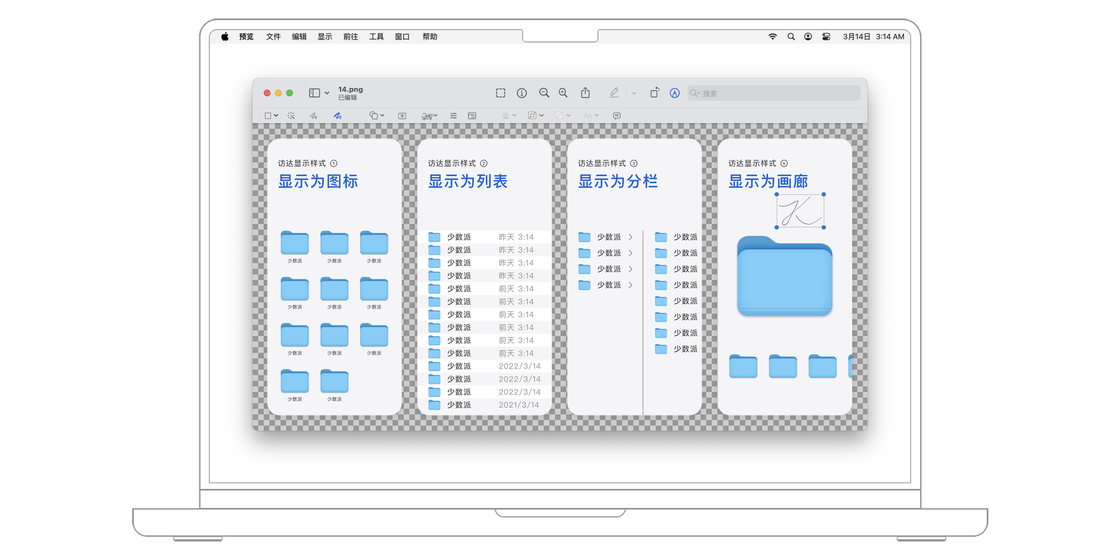 预览 文件 编辑 显示 前往 工具 窗口 帮助 3月14日 3:14 AM
14.png
已编辑
搜索
访达显示样式 ①
显示为图标
少数派 少数派 少数派
少数派 少数派 少数派
少数派 少数派 少数派
少数派 少数派
访达显示样式 ②
显示为列表
少数派 昨天 3:14
少数派 昨天 3:14
少数派 昨天 3:14
少数派 昨天 3:14
少数派 前天 3:14
少数派 前天 3:14
少数派 前天 3:14
少数派 前天 3:14
少数派 前天 3:14
少数派 前天 3:14
少数派 2022/3/14
少数派 2022/3/14
少数派 2022/3/14
少数派 2021/3/14
访达显示样式 ③
显示为分栏
少数派
少数派
少数派
少数派
少数派
少数派
少数派
少数派
少数派
少数派
少数派
少数派
访达显示样式 ④
显示为画廊
K